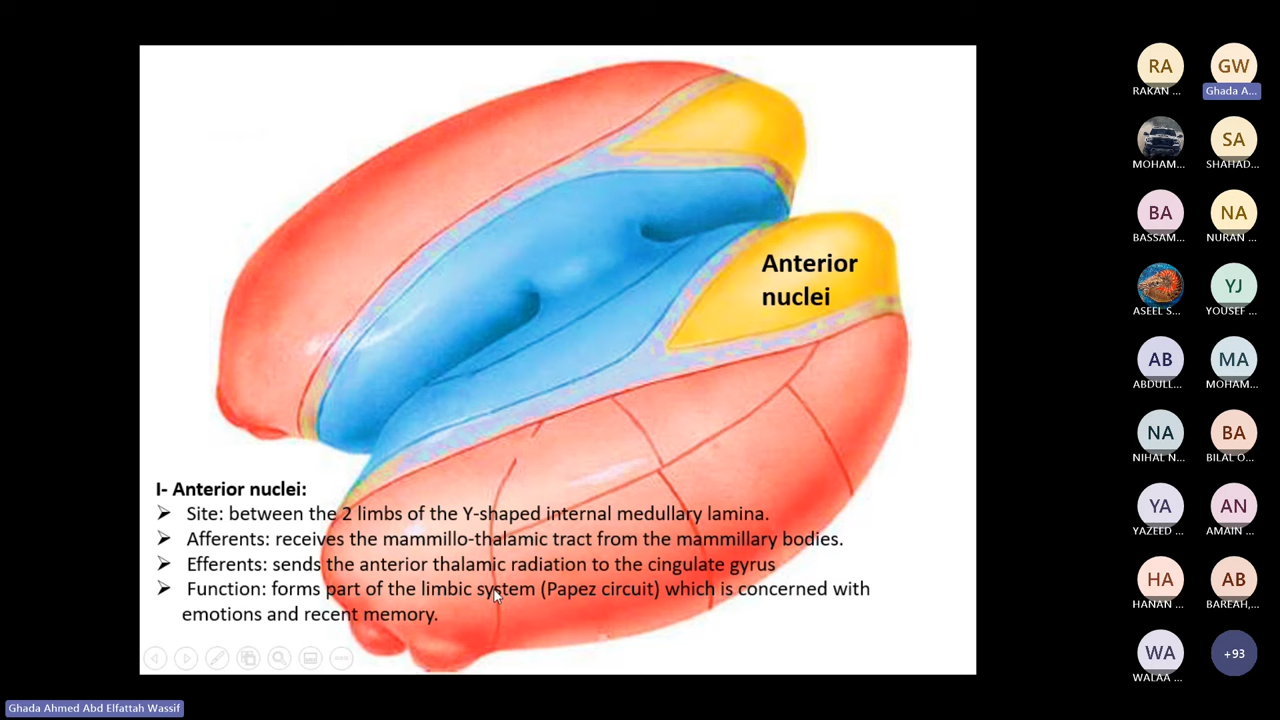 RA
GW
RAKAN ...
Ghada A...
SA
MOHAM...
SHAHAD...
BA
NA
BASSAM...
NURAN ...
YJ
ASEEL S...
YOUSEF ...
AB
MA
ABDULL...
MOHAM...
NA
BA
NIHAL N...
BILAL O...
YA
AN
YAZEED ...
AMAIN ...
HA
AB
HANAN ...
BAREAH,...
WA
+93
WALAA ...
Anterior
nuclei
I- Anterior nuclei:
➢ Site: between the 2 limbs of the Y-shaped internal medullary lamina.
➢ Afferents: receives the mammillo-thalamic tract from the mammillary bodies.
➢ Efferents: sends the anterior thalamic radiation to the cingulate gyrus
➢ Function: forms part of the limbic system (Papez circuit) which is concerned with
emotions and recent memory.
Ghada Ahmed Abd Elfattah Wassif